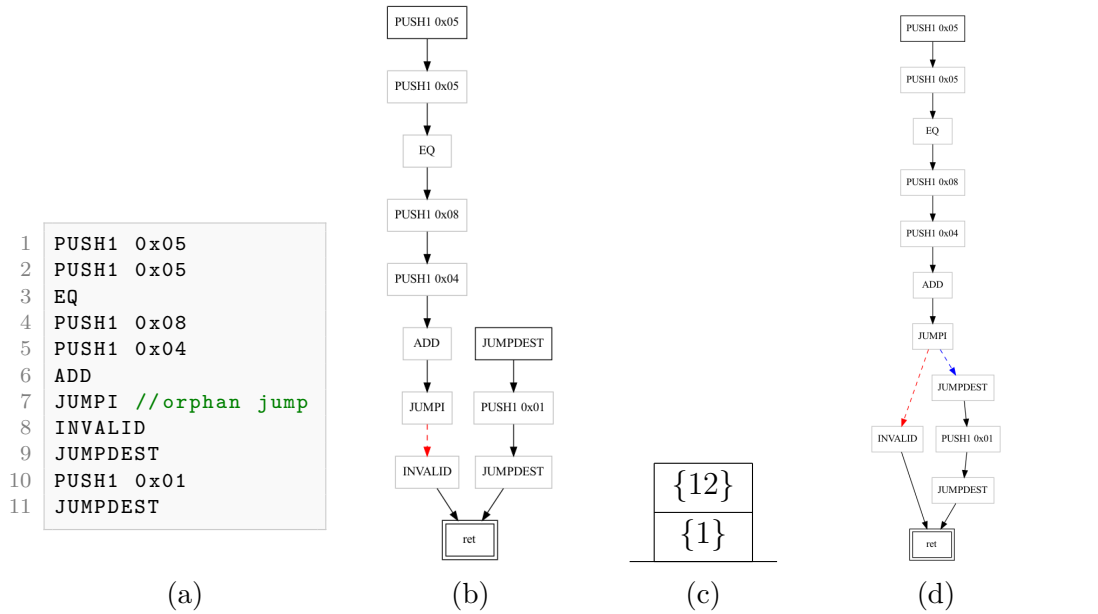 1 PUSH1 0x05
2 PUSH1 0x05
3 EQ
4 PUSH1 0x08
5 PUSH1 0x04
6 ADD
7 JUMPI //orphan jump
8 INVALID
9 JUMPDEST
10 PUSH1 0x01
11 JUMPDEST
(a)
PUSH1 0x05
PUSH1 0x05
EQ
PUSH1 0x08
PUSH1 0x04
ADD
JUMPDEST
JUMPI
PUSH1 0x01
INVALID
JUMPDEST
ret
(b)
{12}
{1}
(c)
PUSH1 0x05
PUSH1 0x05
EQ
PUSH1 0x08
PUSH1 0x04
ADD
JUMPI
JUMPDEST
INVALID
PUSH1 0x01
JUMPDEST
ret
(d)